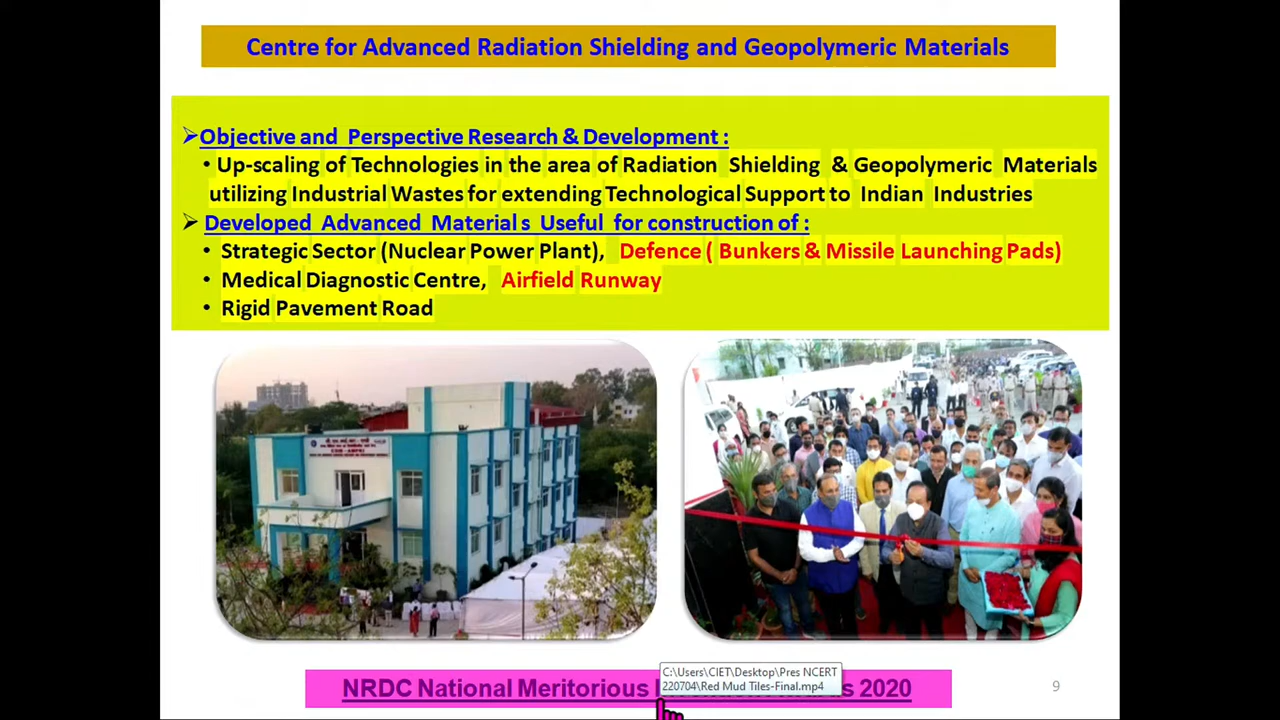 Centre for Advanced Radiation Shielding and Geopolymeric Materials
➢Objective and Perspective Research & Development :
• Up-scaling of Technologies in the area of Radiation Shielding & Geopolymeric Materials
utilizing Industrial Wastes for extending Technological Support to Indian Industries
➢ Developed Advanced Material s Useful for construction of :
• Strategic Sector (Nuclear Power Plant), Defence ( Bunkers & Missile Launching Pads)
• Medical Diagnostic Centre, Airfield Runway
• Rigid Pavement Road
CSIR-AMPRI
C:\Users\CIET\Desktop\Pres NCERT
220704\Red Mud Tiles-Final.mp4
NRDC National Meritorious 2020
9